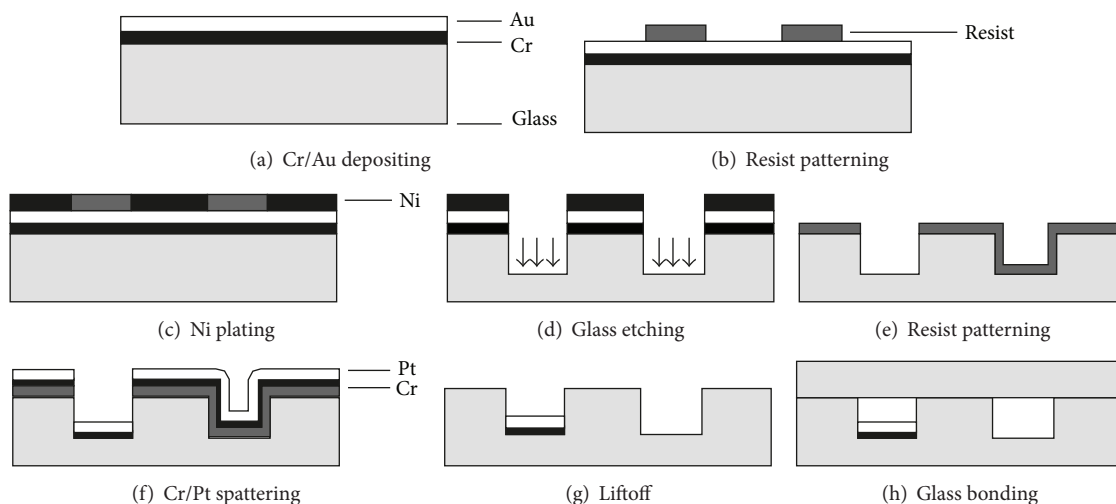 Au
Cr
Glass
(a) Cr/Au depositing
Resist
(b) Resist patterning
Ni
(c) Ni plating
(d) Glass etching
(e) Resist patterning
Pt
Cr
(f) Cr/Pt spattering
(g) Liftoff
(h) Glass bonding